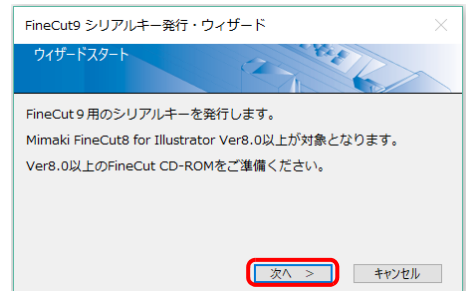 FineCut9 シリアルキー発行・ウィザード
ウィザードスタート
FineCut９用のシリアルキーを発行します。
Mimaki FineCut8 for Illustrator Ver8.0以上が対象となります。
Ver8.0以上のFineCut CD-ROMをご準備ください。
次へ　>
キャンセル